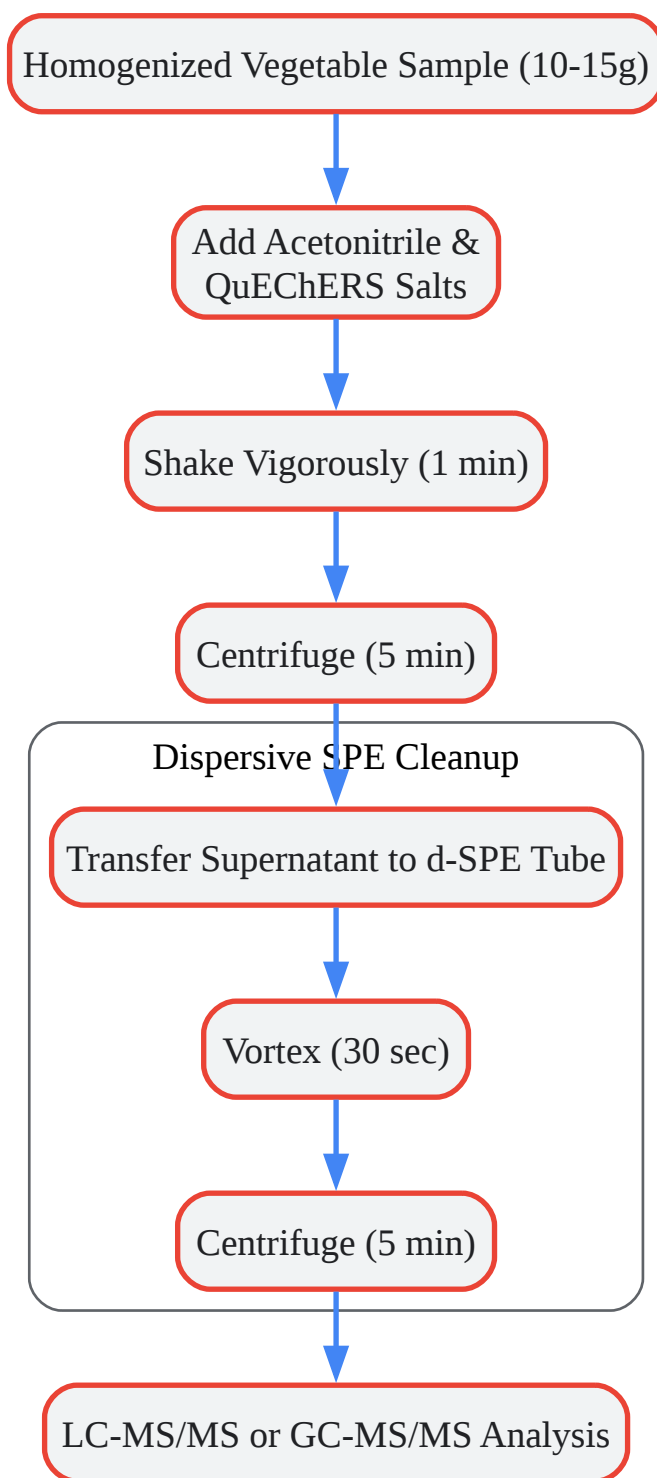 Homogenized Vegetable Sample (10-15g)
Add Acetonitrile &
QuEChERS Salts
Shake Vigorously (1 min)
Centrifuge (5 min)
Dispersive SPE Cleanup
Transfer Supernatant to d-SPE Tube
Vortex (30 sec)
Centrifuge (5 min)
LC-MS/MS or GC-MS/MS Analysis